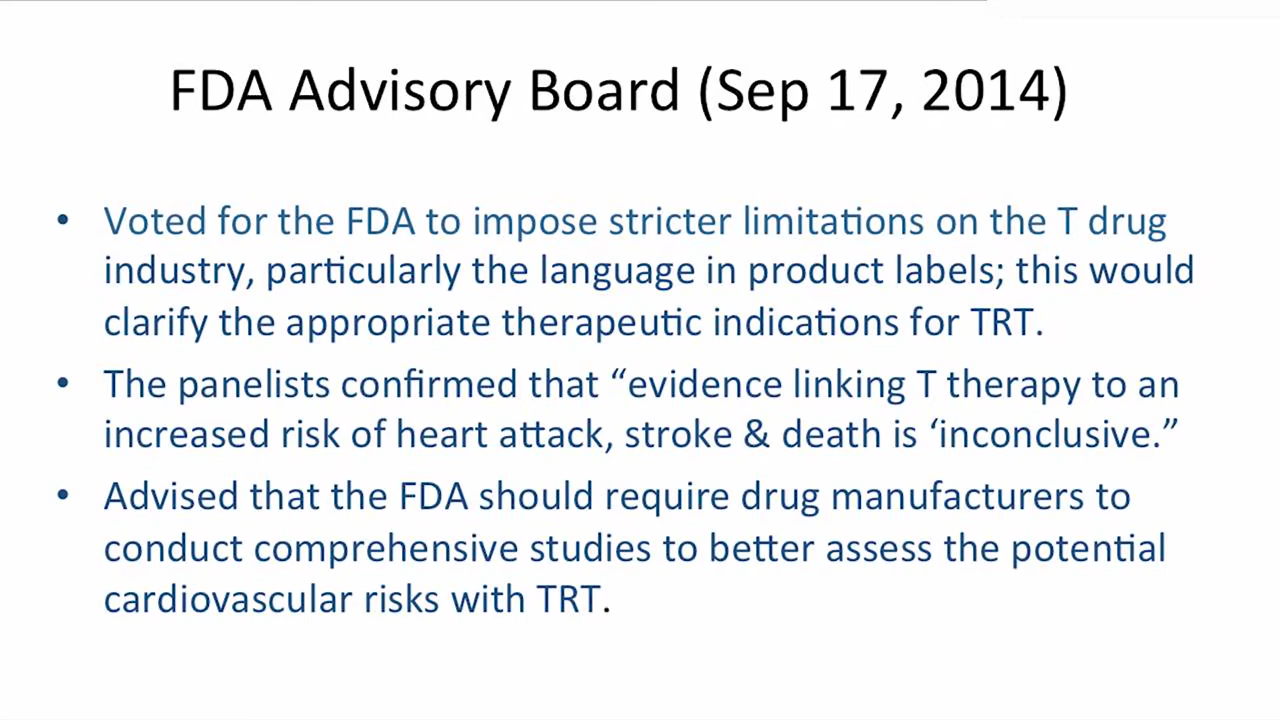 FDA Advisory Board (Sep 17, 2014)
• Voted for the FDA to impose stricter limitations on the T drug
industry, particularly the language in product labels; this would
clarify the appropriate therapeutic indications for TRT.
• The panelists confirmed that “evidence linking T therapy to an
increased risk of heart attack, stroke & death is ‘inconclusive.”
• Advised that the FDA should require drug manufacturers to
conduct comprehensive studies to better assess the potential
cardiovascular risks with TRT.